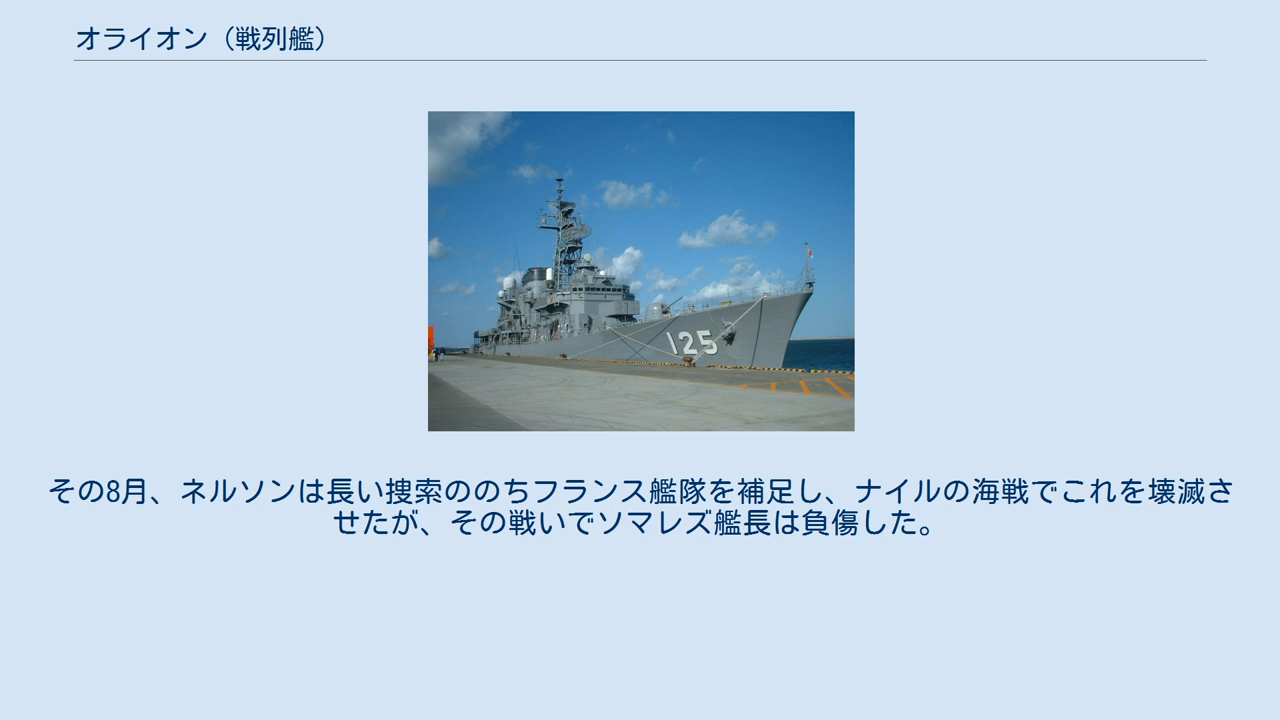 オライオン（戦列艦）
125
その8月、ネルソンは長い捜索ののちフランス艦隊を補足し、ナイルの海戦でこれを壊滅さ
せたが、その戦いでソマレズ艦長は負傷した。